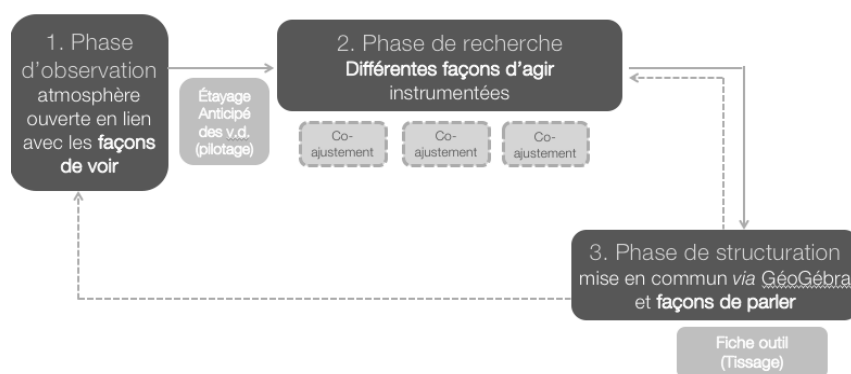 1. Phase
d'observation
atmosphère
ouverte en lien
avec les façons
de voir
Étayage
Anticipé
des v.d.
(pilotage)
2. Phase de recherche
Différentes façons d'agir
instrumentées
Co-
ajustement
Co-
ajustement
Co-
ajustement
3. Phase de structuration
mise en commun via GéoGébra
et façons de parler
Fiche outil
(Tissage)